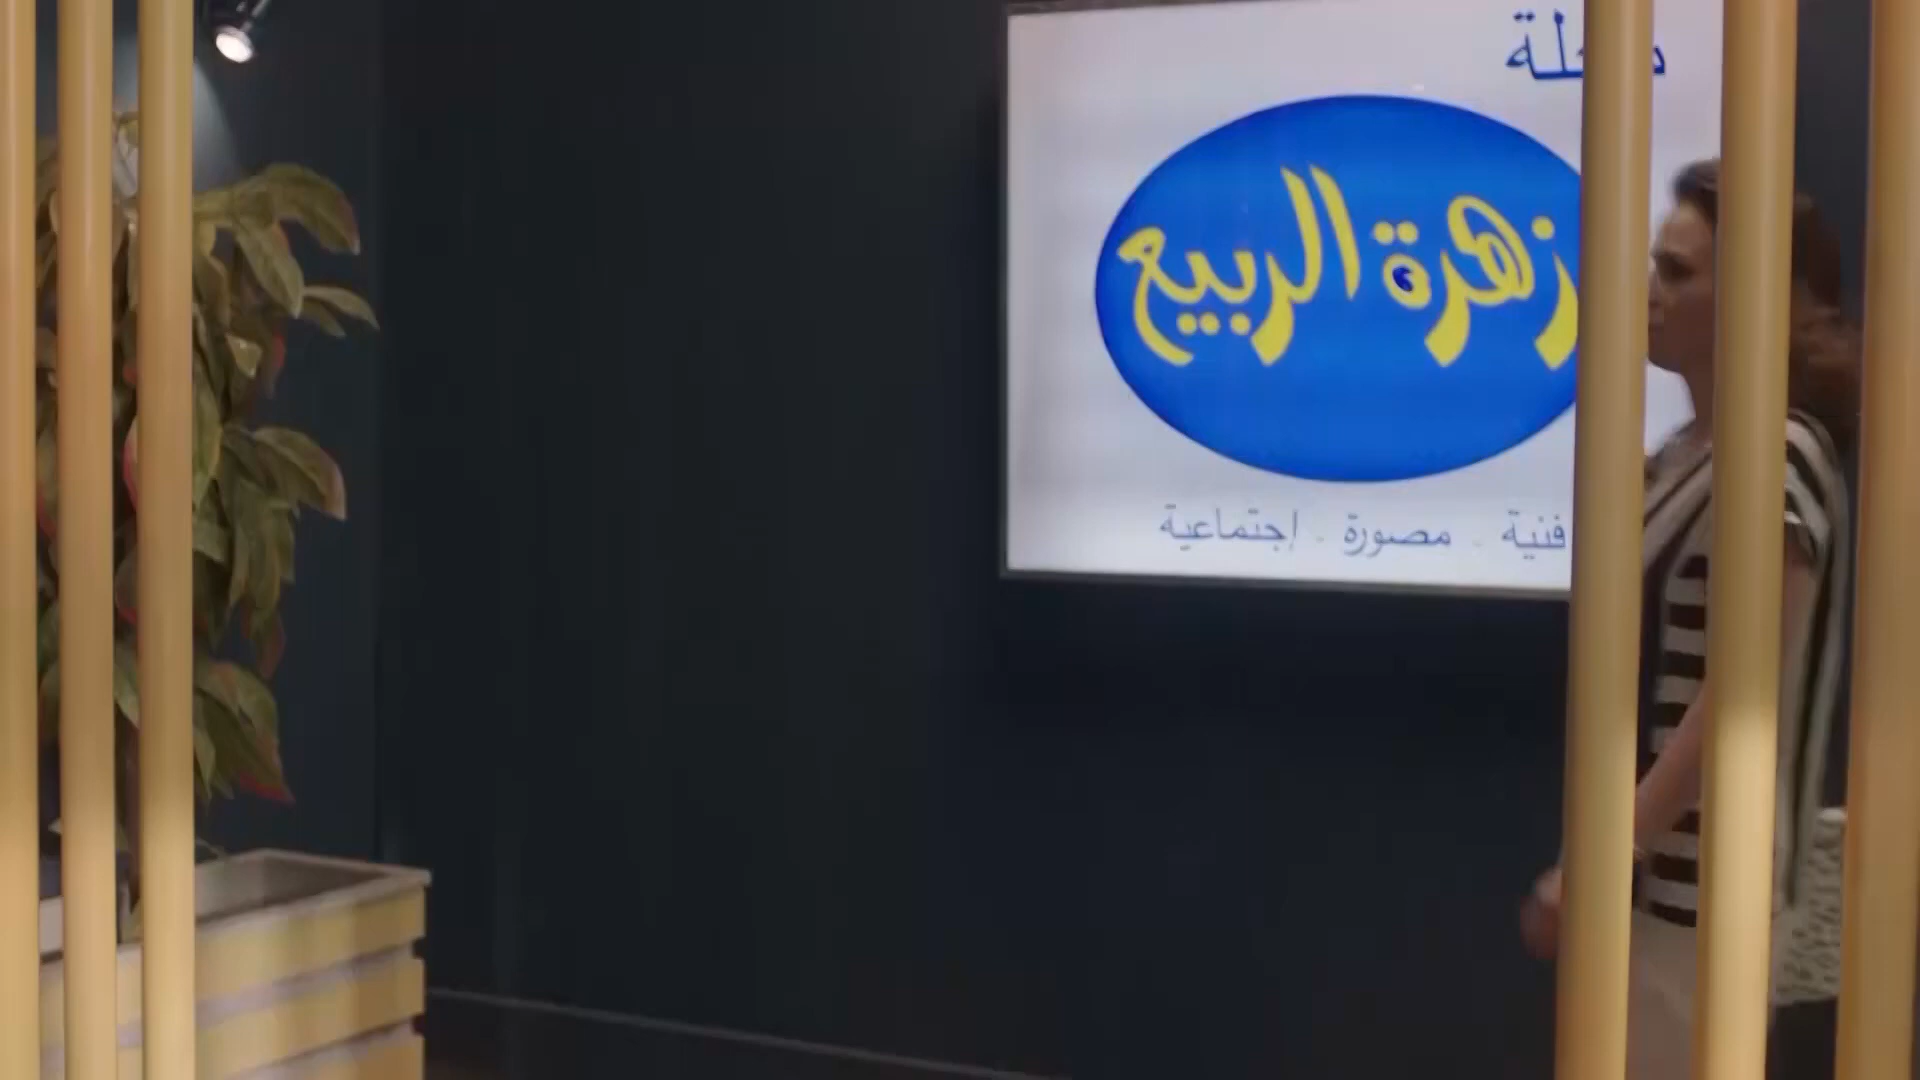 زهرة الربيع
فنية - مصورة - إجتماعية